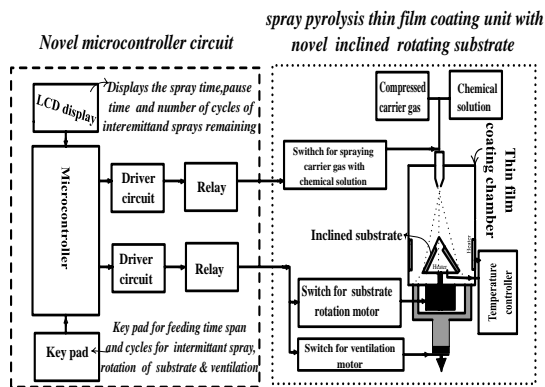 spray pyrolysis thin film coating unit with
novel inclined rotating substrate
Novel microcontroller circuit
LCD display
Displays the spray time,pause
time and number of cycles of
interemittand sprays remaining
Microcontroller
Driver
circuit
Relay
Driver
circuit
Relay
Key pad
Key pad for feeding time span
and cycles for intermittant spray,
rotation of substrate & ventilation
Compressed
carrier gas
Chemical
solution
Switch for spraying
carrier gas with
chemical solution
Thin film
coating chamber
Inclined substrate
Heater
Heater
Switch for substrate
rotation motor
Temperature
controller
Switch for ventilation
motor